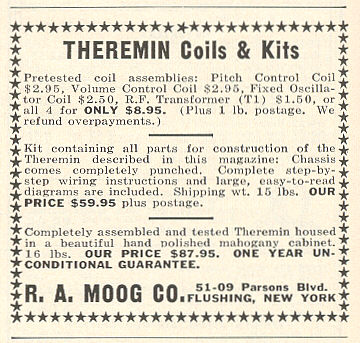 THEREMIN Coils & Kits
Pretested coil assemblies: Pitch Control Coil
$2.95, Volume Control Coil $2.95, Fixed Oscilla-
tor Coil $2.50, R.F. Transformer (T1) $1.50, or
all 4 for ONLY $8.95. (Plus 1 lb. postage. We
refund overpayments.)
Kit containing all parts for construction of the
Theremin described in this magazine: Chassis
comes completely punched. Complete step-by-
step wiring instructions and large, easy-to-read
diagrams are included. Shipping wt. 15 lbs. OUR
PRICE $59.95 plus postage.
Completely assembled and tested Theremin housed
in a beautiful hand polished mahogany cabinet.
16 lbs. OUR PRICE $87.95. ONE YEAR UN-
CONDITIONAL GUARANTEE.
R. A. MOOG CO. 51-09 Parsons Blvd.
FLUSHING, NEW YORK